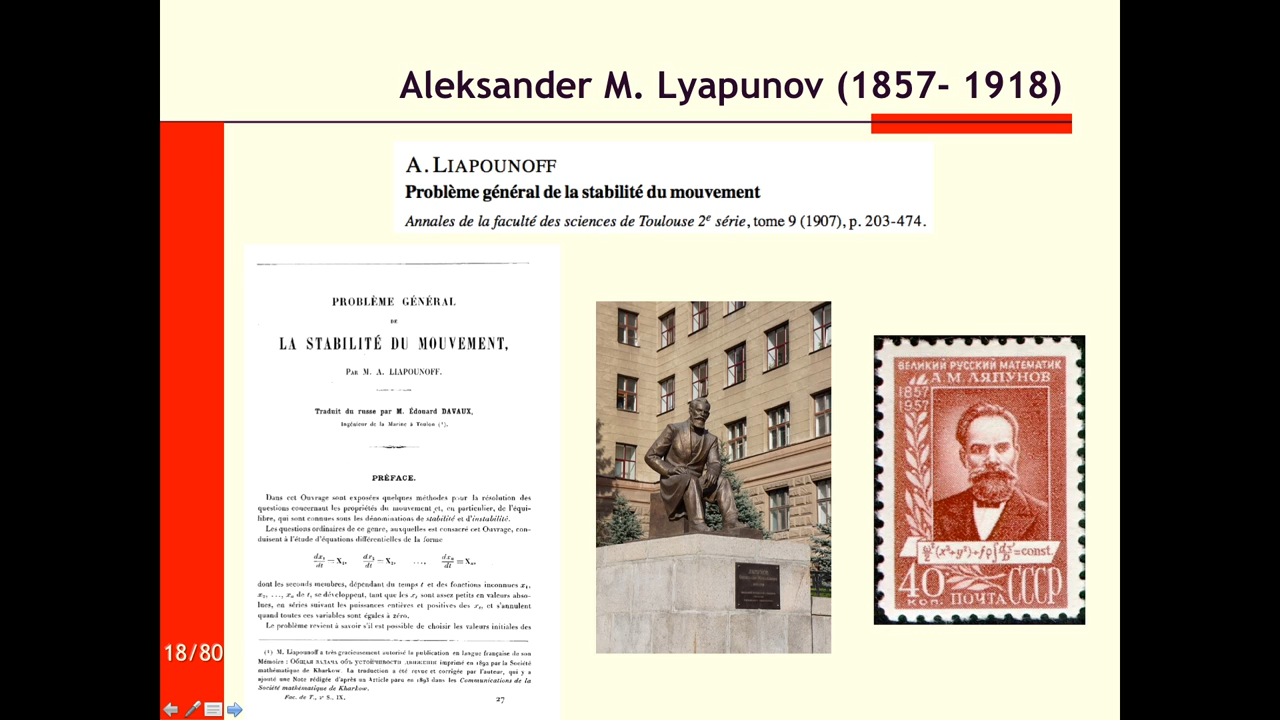 Aleksander M. Lyapunov (1857- 1918)
A. LIAPOUNOFF
Problème général de la stabilité du mouvement
Annales de la faculté des sciences de Toulouse 2e série, tome 9 (1907), p. 203-474.
PROBLÈME GÉNÉRAL
DE
LA STABILITÉ DU MOUVEMENT,
PAR M. A. LIAPOUNOFF.
Traduit du russe par M. Édouard DAVAUX,
Ingénieur de la Marine à Toulon (1).
PRÉFACE.
Dans cet Ouvrage sont exposées quelques méthodes pour la résolution des
questions concernant les propriétés du mouvement et, en particulier, de l'équi-
libre, qui sont connues sous les dénominations de stabilité et d'instabilité.
Les questions ordinaires de ce genre, auxquelles est consacré cet Ouvrage, con-
duisent à l'étude d'équations différentielles de la forme
dx1/dt = X1, dx2/dt = X2, ..., dxn/dt = Xn,
dont les seconds membres, dépendant du temps t et des fonctions inconnues x1,
x2, ..., xn de t, se développent, tant que les xs sont assez petits en valeurs abso-
lues, en séries suivant les puissances entières et positives des xs, et s'annulent
quand toutes ces variables sont égales à zéro.
Le problème revient à savoir s'il est possible de choisir les valeurs initiales des
(1) M. Liapounoff a très gracieusement autorisé la publication en langue française de son
Mémoire : Общая задача объ устойчивости движения imprimé en 1892 par la Société
mathématique de Kharkow. La traduction a été revue et corrigée par l'auteur, qui y a
ajouté une Note rédigée d'après un Article paru en 1893 dans les Communications de la
Société mathématique de Kharkow.
Fac. de T., 2e S., IX.
27
ВЕЛИКИЙ РУССКИЙ МАТЕМАТИК
А.М. ЛЯПУНОВ
1857
1957
=const.
40 СССР
КОП. ПОЧТА
18/80